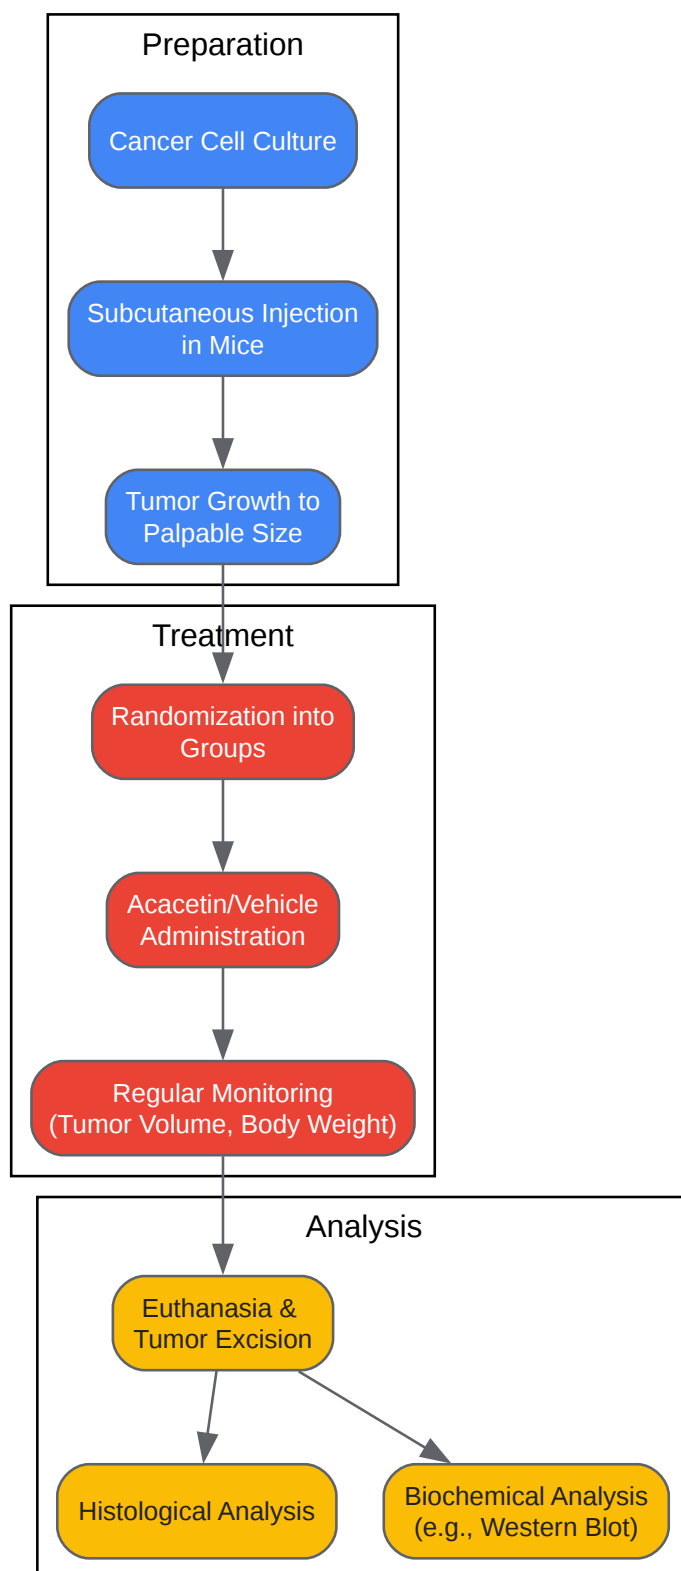 Preparation
Cancer Cell Culture
Subcutaneous Injection
in Mice
Tumor Growth to
Palpable Size
Treatment
Randomization into
Groups
Acacetin/Vehicle
Administration
Regular Monitoring
(Tumor Volume, Body Weight)
Analysis
Euthanasia &
Tumor Excision
Histological Analysis
Biochemical Analysis
(e.g., Western Blot)